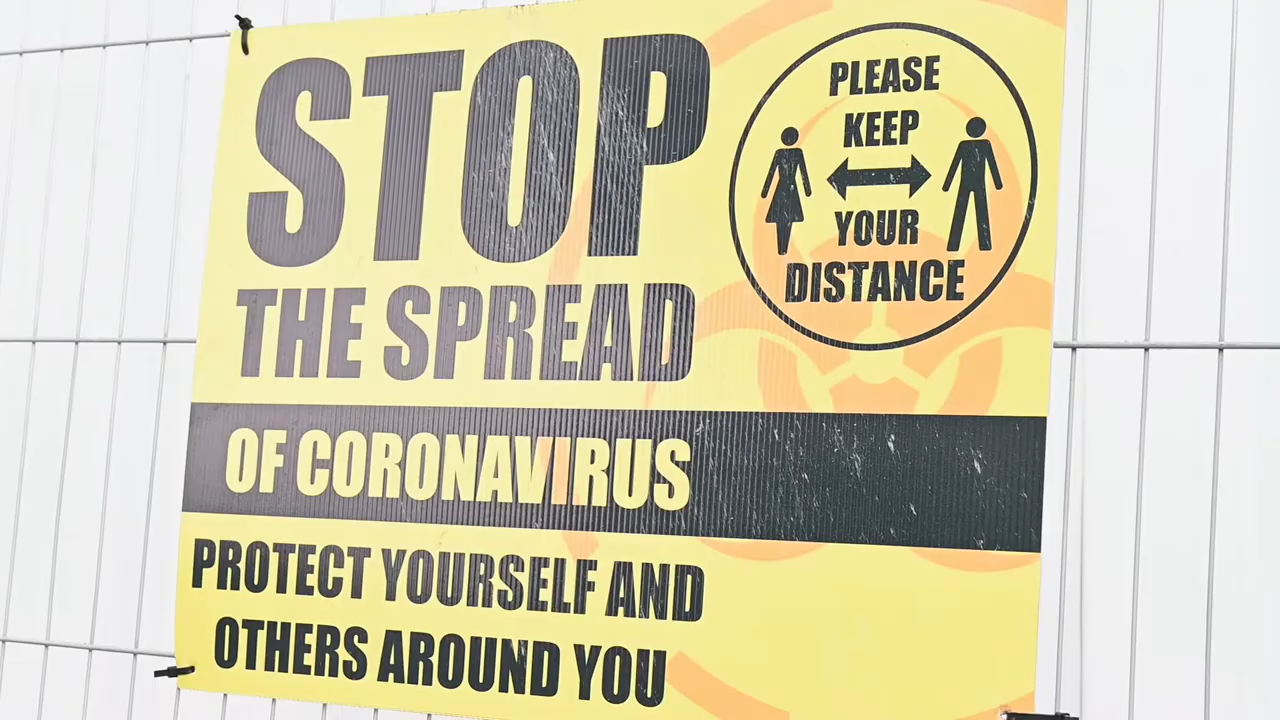 STOP
THE SPREAD
OF CORONAVIRUS
PROTECT YOURSELF AND
OTHERS AROUND YOU
PLEASE
KEEP
YOUR
DISTANCE